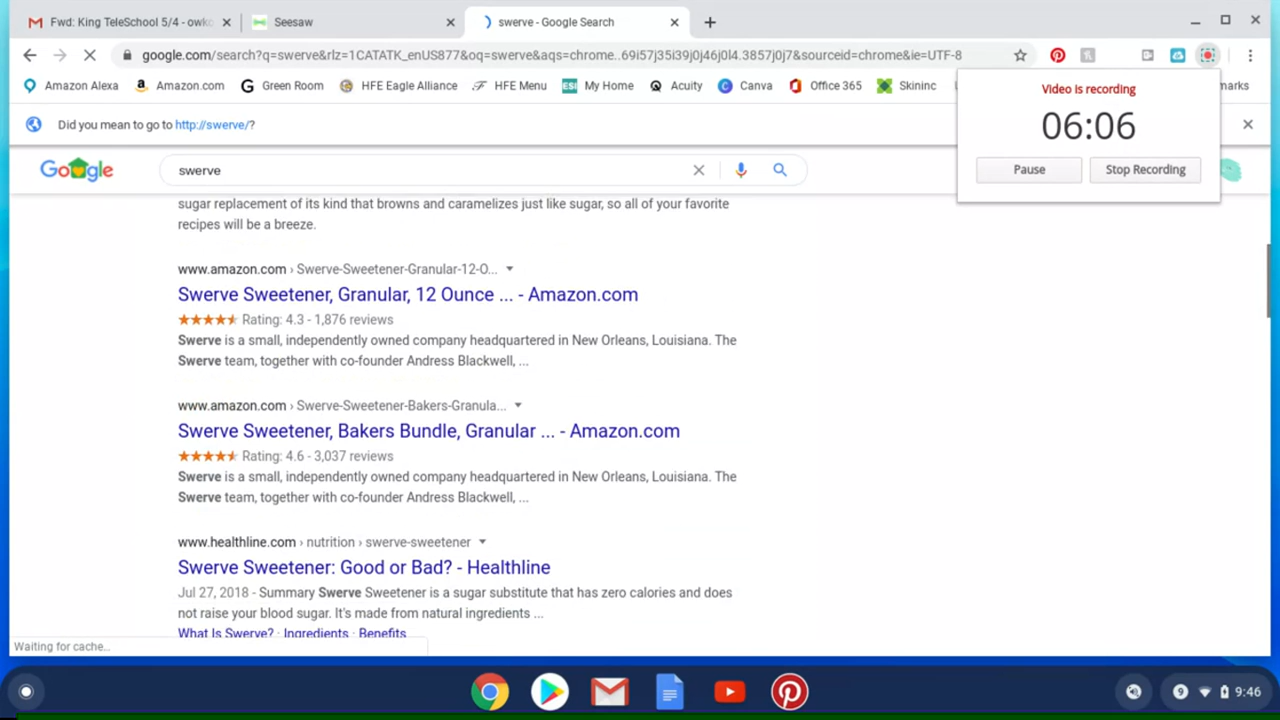 Fwd: King TeleSchool 5/4 - owko
Seesaw
swerve - Google Search
google.com/search?q=swerve&rlz=1CATATK_enUS877&oq=swerve&aqs=chrome..69i57j35i39j0j46j0l4.3857j0j7&sourceid=chrome&ie=UTF-8
Amazon Alexa
Amazon.com
Green Room
HFE Eagle Alliance
HFE Menu
ESI My Home
Acuity
Canva
Office 365
Skininc
marks
Video is recording
06:06
Pause
Stop Recording
Did you mean to go to http://swerve/?
Google
swerve
sugar replacement of its kind that browns and caramelizes just like sugar, so all of your favorite
recipes will be a breeze.
www.amazon.com › Swerve-Sweetener-Granular-12-O...
Swerve Sweetener, Granular, 12 Ounce ... - Amazon.com
Rating: 4.3 - 1,876 reviews
Swerve is a small, independently owned company headquartered in New Orleans, Louisiana. The
Swerve team, together with co-founder Andress Blackwell, ...
www.amazon.com › Swerve-Sweetener-Bakers-Granula...
Swerve Sweetener, Bakers Bundle, Granular ... - Amazon.com
Rating: 4.6 - 3,037 reviews
Swerve is a small, independently owned company headquartered in New Orleans, Louisiana. The
Swerve team, together with co-founder Andress Blackwell, ...
www.healthline.com › nutrition › swerve-sweetener
Swerve Sweetener: Good or Bad? - Healthline
Jul 27, 2018 - Summary Swerve Sweetener is a sugar substitute that has zero calories and does
not raise your blood sugar. It's made from natural ingredients ...
What Is Swerve? · Ingredients · Benefits
Waiting for cache..
9
9:46